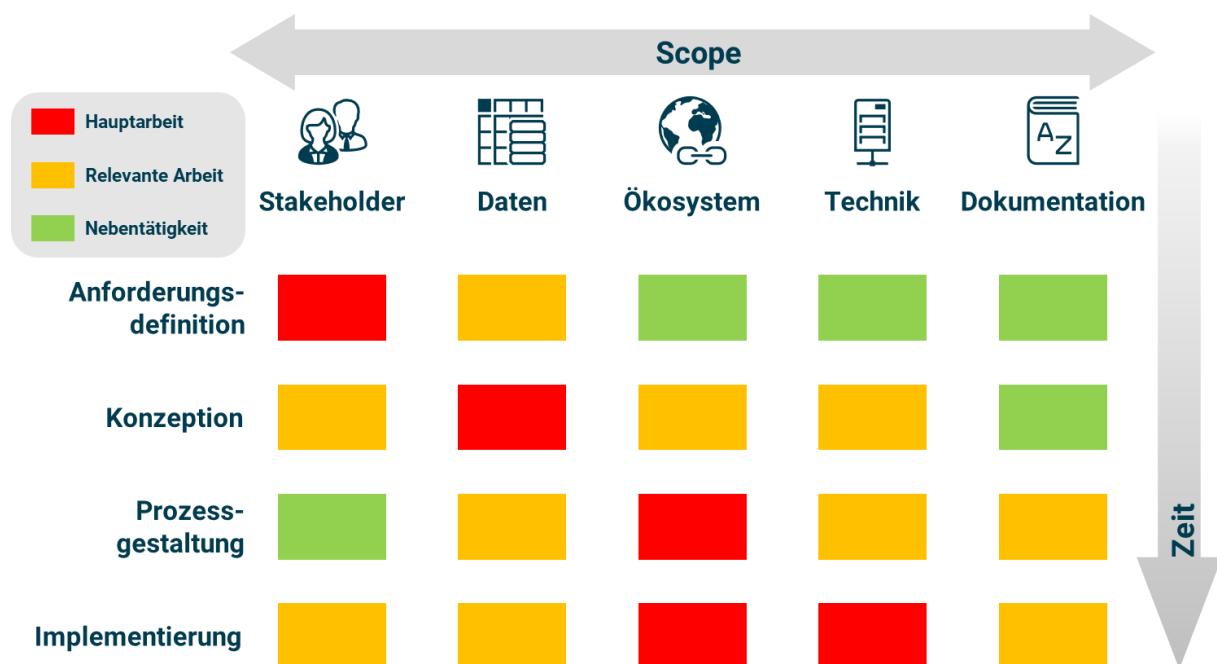 Scope
Hauptarbeit
Relevante Arbeit
Nebentätigkeit
A
Z
Stakeholder
Daten
Ökosystem
Technik
Dokumentation
Anforderungs-
definition
Konzeption
Prozess-
gestaltung
Implementierung
Zeit